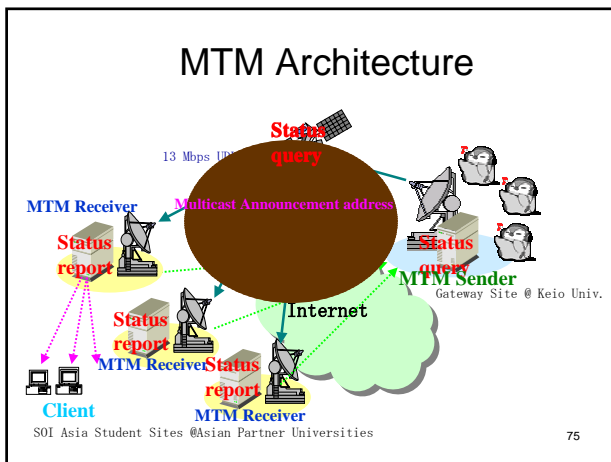 MTM Architecture
Status
query
13 Mbps
Multicast Announcement address
MTM Receiver
Status
report
Status
query
MTM Sender
Gateway Site @ Keio Univ.
Internet
Status
report
MTM Receiver
Status
report
MTM Receiver
Client
SOI Asia Student Sites @Asian Partner Universities
75